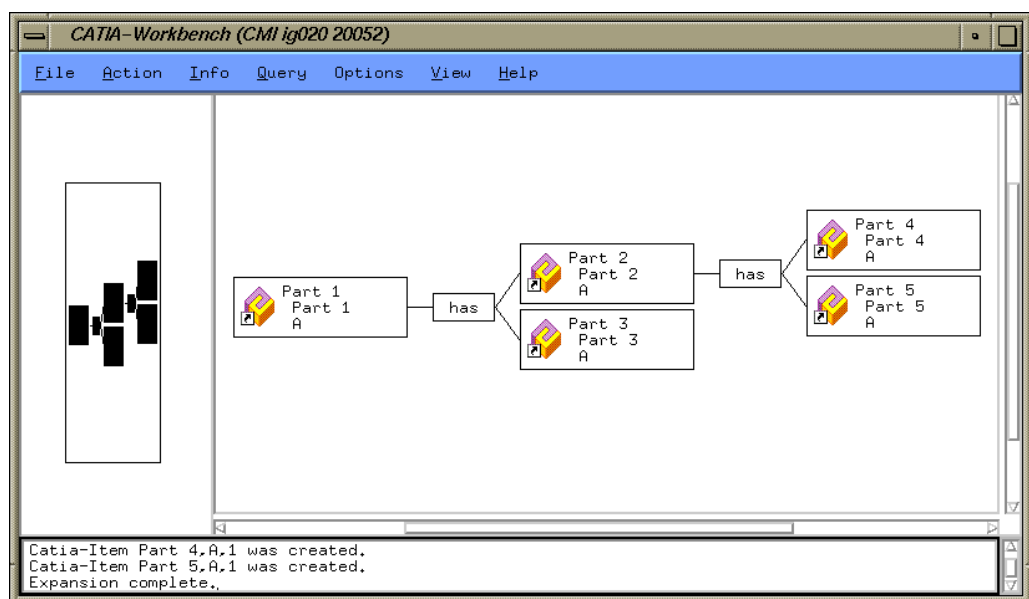 CATIA-Workbench (CMI ig020 20052)
File Action Info Query Options View Help
Part 1
Part 1
A
has
Part 2
Part 2
A
Part 3
Part 3
A
has
Part 4
Part 4
A
Part 5
Part 5
A
Catia-Item Part 4,A,1 was created.
Catia-Item Part 5,A,1 was created.
Expansion complete.